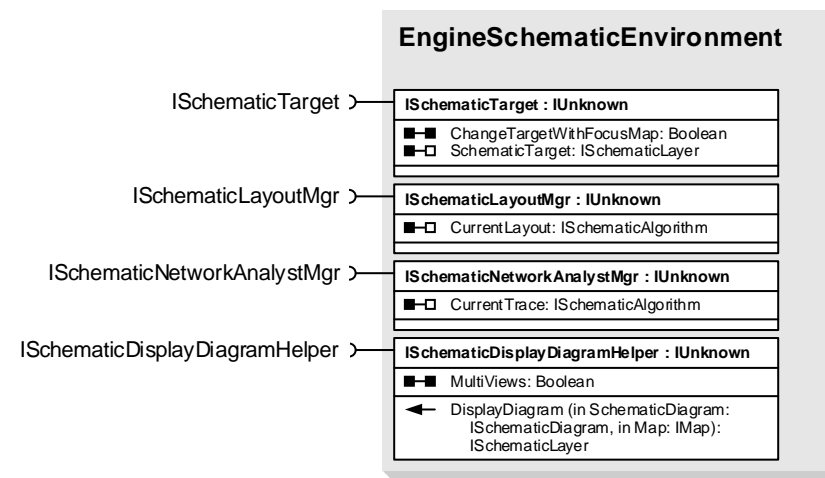 EngineSchematicEnvironment
ISchematicTarget
ISchematicTarget : IUnknown
ChangeTargetWithFocusMap: Boolean
SchematicTarget: ISchematicLayer
ISchematicLayoutMgr
ISchematicLayoutMgr : IUnknown
CurrentLayout: ISchematicAlgorithm
ISchematicNetworkAnalystMgr
ISchematicNetworkAnalystMgr : IUnknown
CurrentTrace: ISchematicAlgorithm
ISchematicDisplayDiagramHelper
ISchematicDisplayDiagramHelper : IUnknown
MultiViews: Boolean
DisplayDiagram (in SchematicDiagram:
ISchematicDiagram, in Map: IMap):
ISchematicLayer